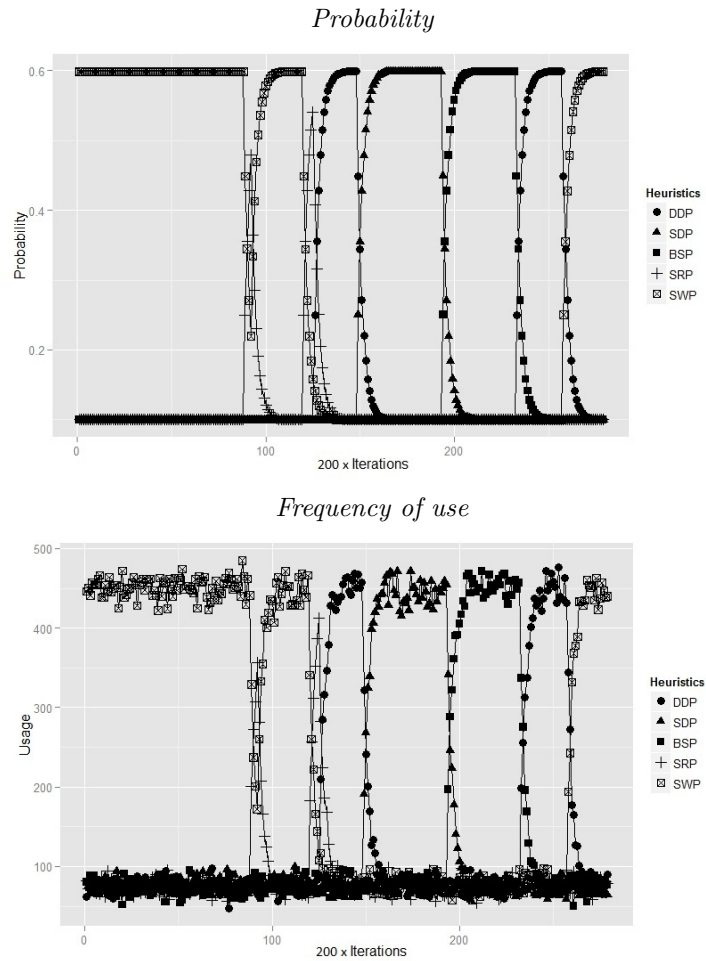 Probability
0.6
0.4
0.2
Probability
0
100
200
200 x Iterations
Heuristics
DDP
SDP
BSP
SRP
SWP
Frequency of use
500
400
300
200
100
Usage
0
100
200
200 x Iterations
Heuristics
DDP
SDP
BSP
SRP
SWP